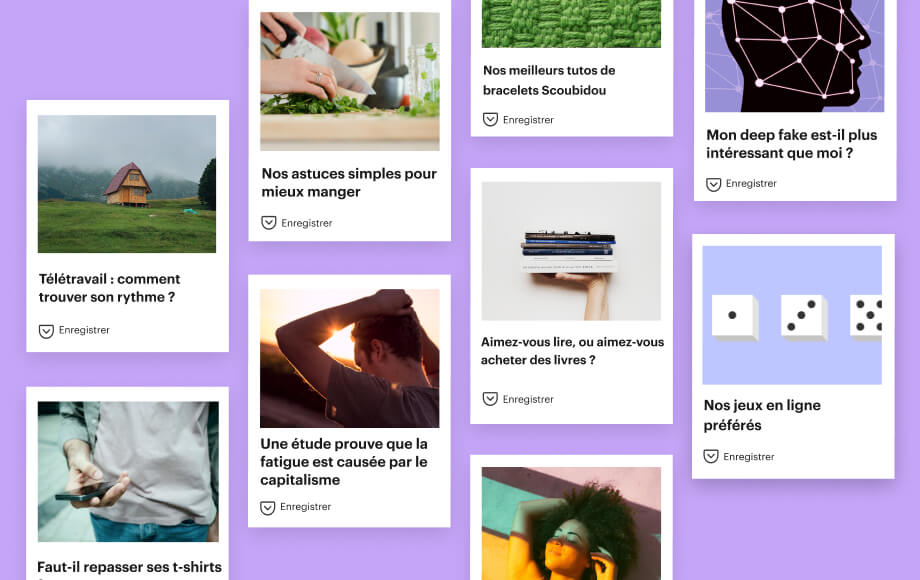 Télétravail : comment
trouver son rythme ?
Enregistrer
Faut-il repasser ses t-shirts
Nos astuces simples pour
mieux manger
Enregistrer
Une étude prouve que la
fatigue est causée par le
capitalisme
Enregistrer
Nos meilleurs tutos de
bracelets Scoubidou
Enregistrer
Aimez-vous lire, ou aimez-vous
acheter des livres ?
Enregistrer
Mon deep fake est-il plus
intéressant que moi ?
Enregistrer
Nos jeux en ligne
préférés
Enregistrer